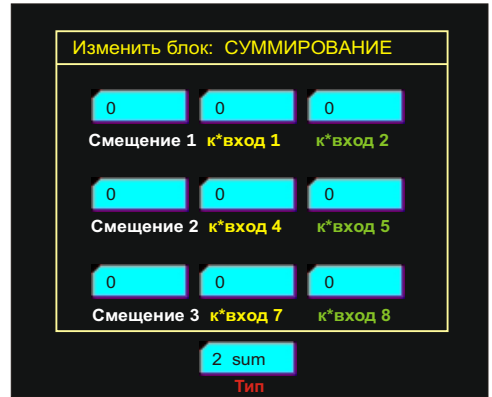 Изменить блок: СУММИРОВАНИЕ
0 0 0
Смещение 1 к*вход 1 к*вход 2
0 0 0
Смещение 2 к*вход 4 к*вход 5
0 0 0
Смещение 3 к*вход 7 к*вход 8
2 sum
Тип